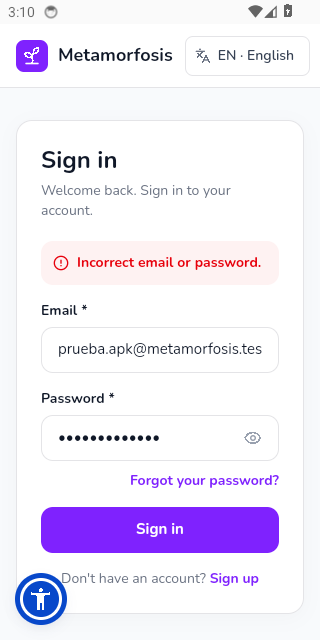 3:10
Metamorfosis
EN · English
Sign in
Welcome back. Sign in to your
account.
Incorrect email or password.
Email *
prueba.apk@metamorfosis.tes
Password *
•••••••••••••
Forgot your password?
Sign in
Don't have an account? Sign up